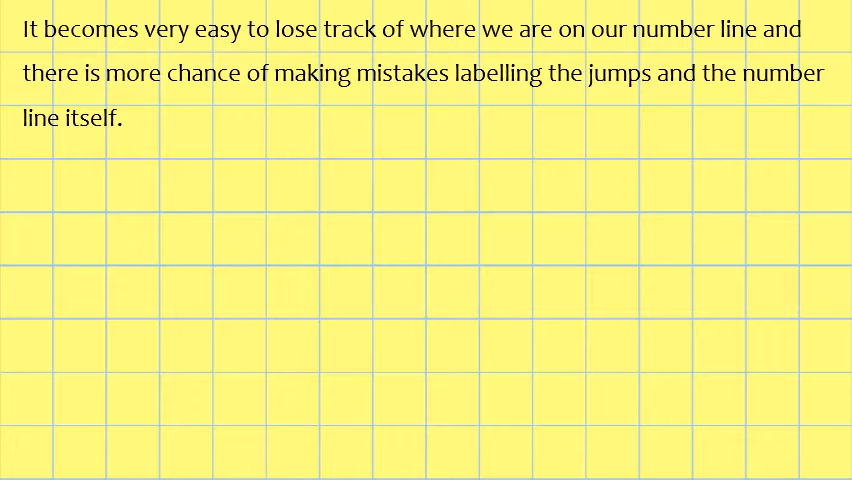 It becomes very easy to lose track of where we are on our number line and
there is more chance of making mistakes labelling the jumps and the number
line itself.